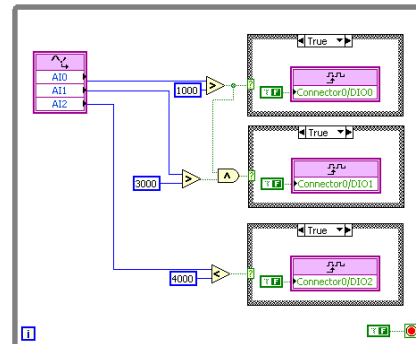 True
AI0
AI1
AI2
1000
Connector0/DIO0
True
3000
Connector0/DIO1
True
4000
Connector0/DIO2
i